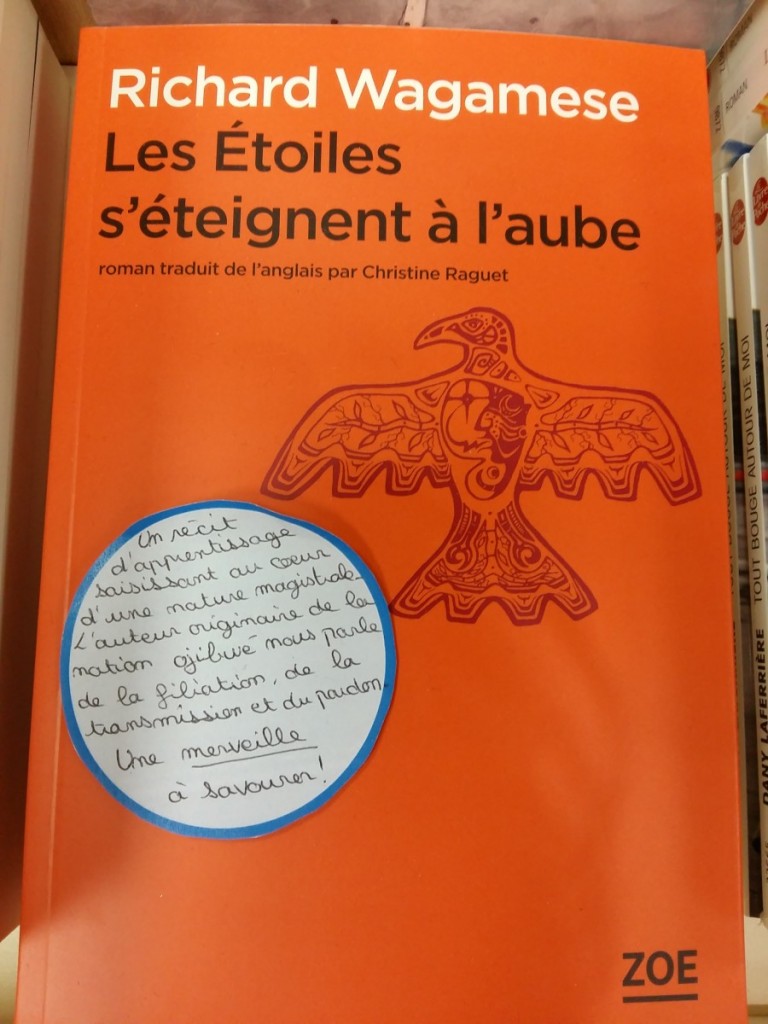 Richard Wagamese
Les Étoiles
s'éteignent à l'aube
roman traduit de l'anglais par Christine Raguet
Un récit
d'apprentissage
saisissant au cœur
d'une nature magistrale.
L'auteur originaire de la
nation ojibwé nous parle
de la filiation, de la
transmission et du pardon.
Une merveille
à savourer!
ZOE
ROMAN
TOUT BOUGE AUTOUR DE MOI
DANY LAFERRIÈRE